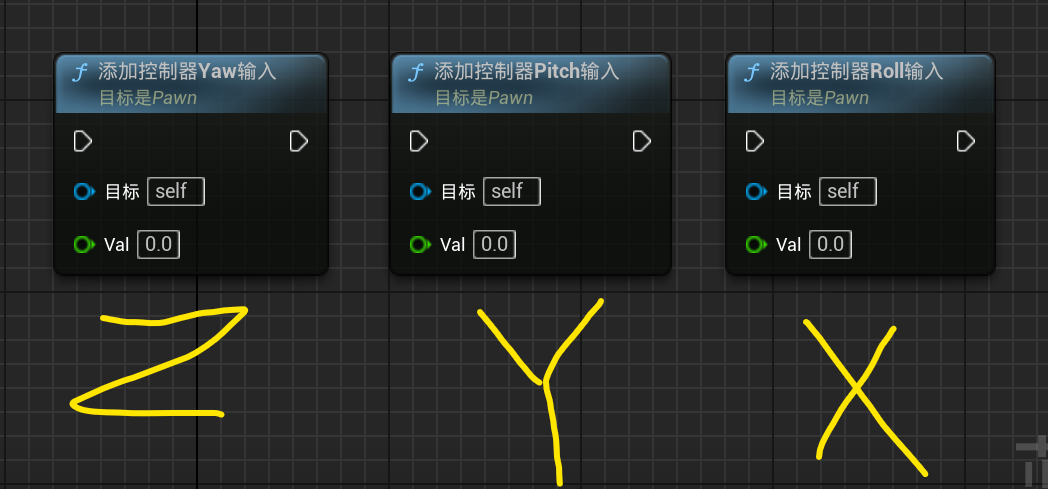 添加控制器Yaw输入
目标是Pawn
目标 self
Val 0.0
添加控制器Pitch输入
目标是Pawn
目标 self
Val 0.0
添加控制器Roll输入
目标是Pawn
目标 self
Val 0.0
Z Y X